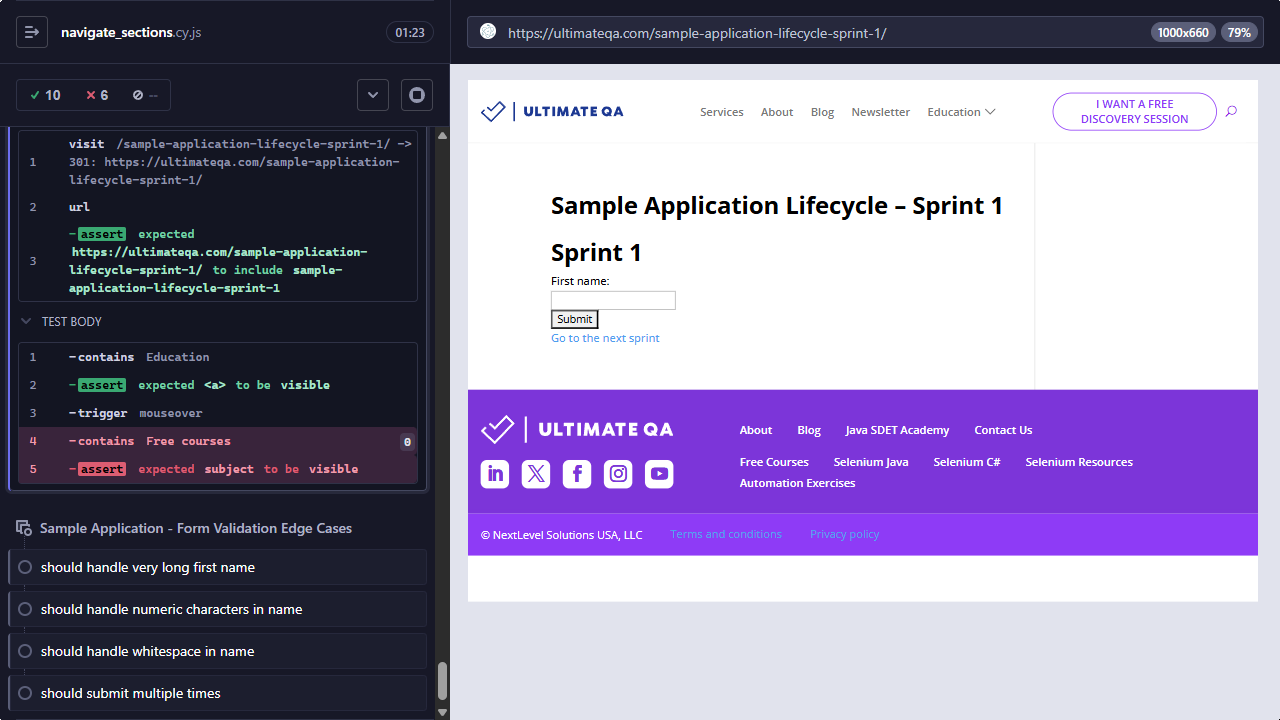 navigate_sections.cy.js
01:23
10
6
--
1 visit /sample-application-lifecycle-sprint-1/ ->
301: https://ultimateqa.com/sample-application-
lifecycle-sprint-1/
2 url
3 -assert expected
https://ultimateqa.com/sample-application-
lifecycle-sprint-1/ to include sample-
application-lifecycle-sprint-1
TEST BODY
1 -contains Education
2 -assert expected <a> to be visible
3 -trigger mouseover
4 -contains Free courses 0
5 -assert expected subject to be visible
Sample Application - Form Validation Edge Cases
should handle very long first name
should handle numeric characters in name
should handle whitespace in name
should submit multiple times
https://ultimateqa.com/sample-application-lifecycle-sprint-1/
1000x660
79%
ULTIMATE QA
Services
About
Blog
Newsletter
Education
I WANT A FREE
DISCOVERY SESSION
Sample Application Lifecycle – Sprint 1
Sprint 1
First name:
Submit
Go to the next sprint
ULTIMATE QA
About
Blog
Java SDET Academy
Contact Us
Free Courses
Selenium Java
Selenium C#
Selenium Resources
Automation Exercises
© NextLevel Solutions USA, LLC
Terms and conditions
Privacy policy